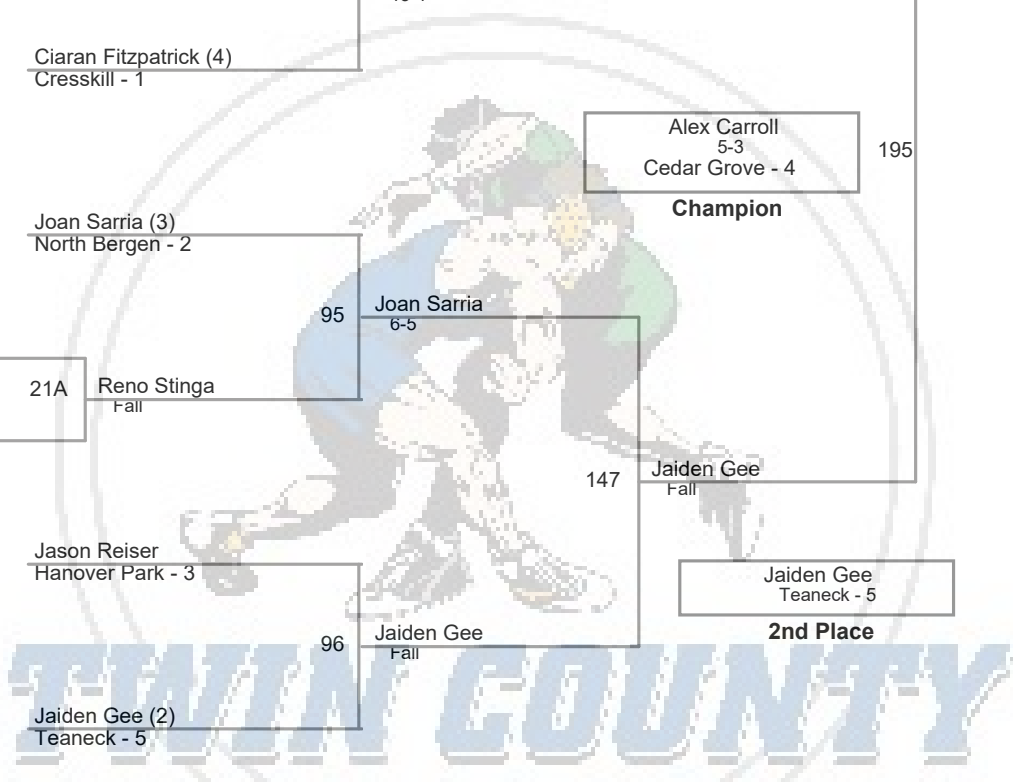 Ciaran Fitzpatrick (4)
Cresskill - 1
Alex Carroll
5-3
Cedar Grove - 4
195
Champion
Joan Sarria (3)
North Bergen - 2
95
Joan Sarria
6-5
21A
Reno Stinga
Fall
147
Jaiden Gee
Fall
Jason Reiser
Hanover Park - 3
Jaiden Gee
Teaneck - 5
2nd Place
96
Jaiden Gee
Fall
TWIN COUNTY
Jaiden Gee (2)
Teaneck - 5